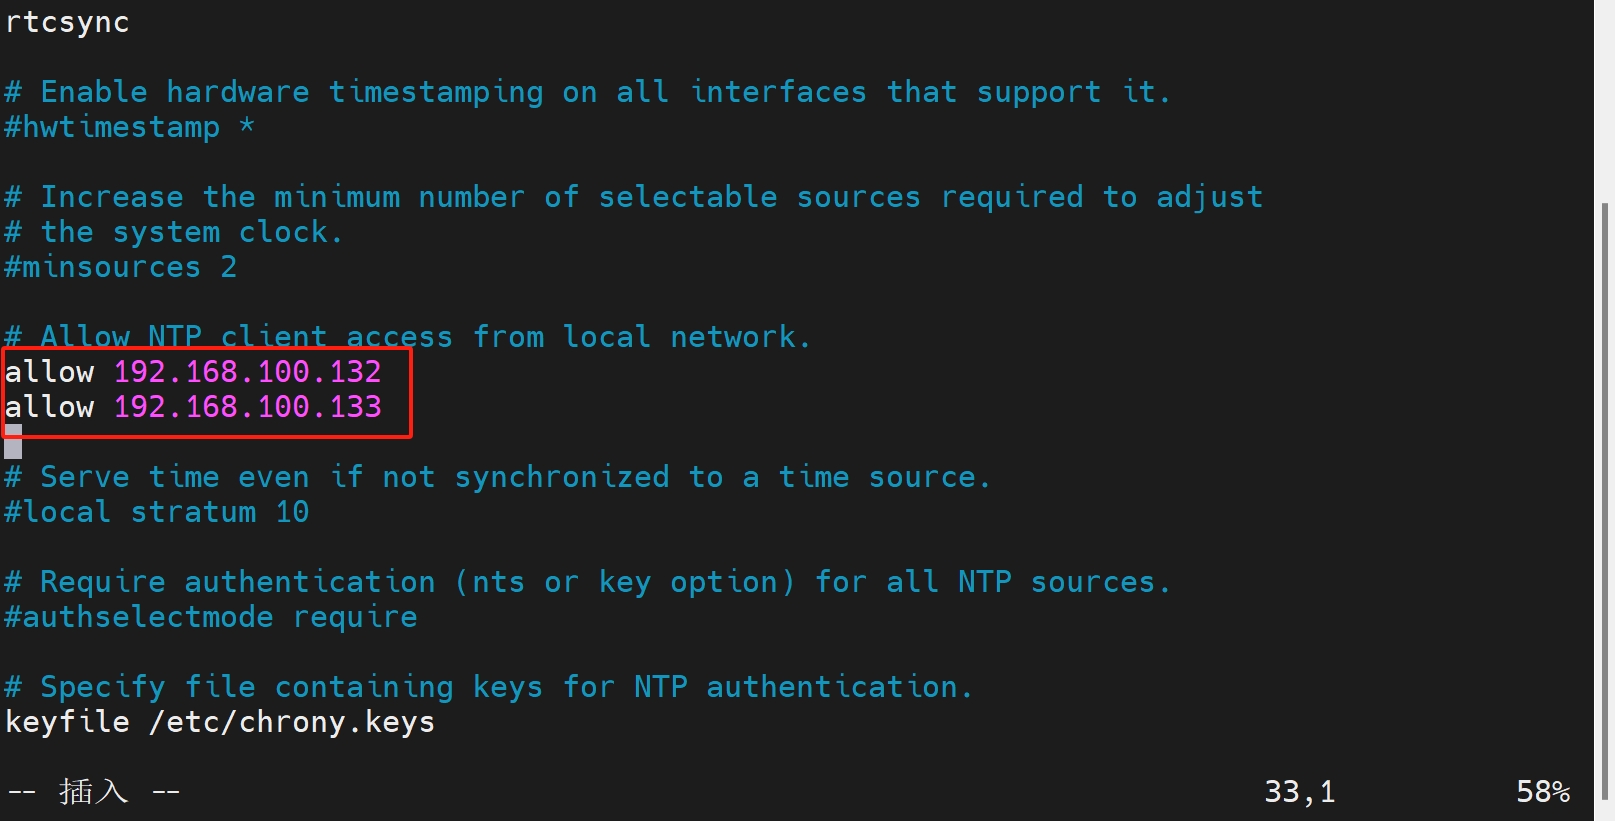 rtcsync
# Enable hardware timestamping on all interfaces that support it.
#hwtimestamp *
# Increase the minimum number of selectable sources required to adjust
# the system clock.
#minsources 2
# Allow NTP client access from local network.
allow 192.168.100.132
allow 192.168.100.133
# Serve time even if not synchronized to a time source.
#local stratum 10
# Require authentication (nts or key option) for all NTP sources.
#authselectmode require
# Specify file containing keys for NTP authentication.
keyfile /etc/chrony.keys
-- 插入 -- 33,1 58%